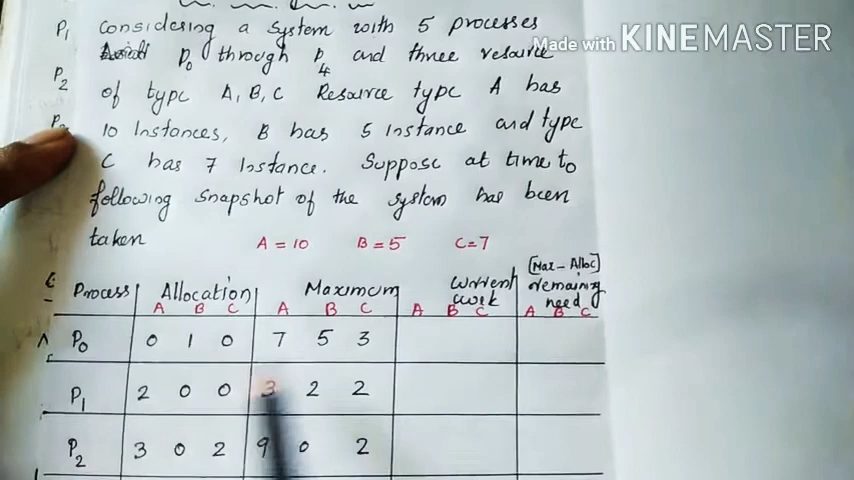 Made with KINEMASTER
P1 Considering a system with 5 processes
P0 through P4 and three resource
P2 of type A, B, C Resource type A has
10 Instances, B has 5 instance and type
C has 7 Instance. Suppose at time to
following snapshot of the system has been
taken A = 10 B = 5 C = 7
Process Allocation Maximum Current work [Max - Alloc] remaining need
A B C A B C A B C A B C
P0 0 1 0 7 5 3
P1 2 0 0 3 2 2
P2 3 0 2 9 0 2